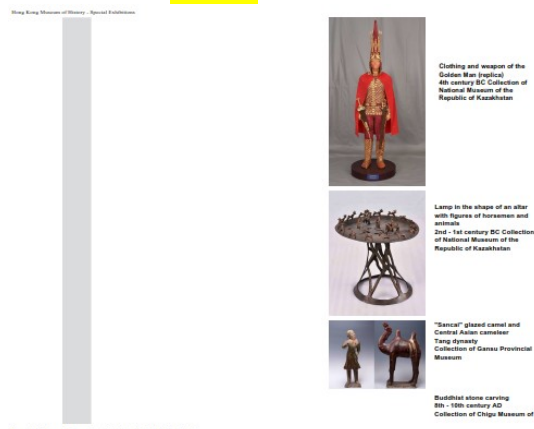 Hong Kong Museum of History - Special Exhibitions
Clothing and weapon of the
Golden Man (replica)
4th century BC Collection of
National Museum of the
Republic of Kazakhstan
Lamp in the shape of an altar
with figures of horsemen and
animals
2nd - 1st century BC Collection
of National Museum of the
Republic of Kazakhstan
"Sancai" glazed camel and
Central Asian cameleer
Tang dynasty
Collection of Gansu Provincial
Museum
Buddhist stone carving
8th - 10th century AD
Collection of Chigu Museum of